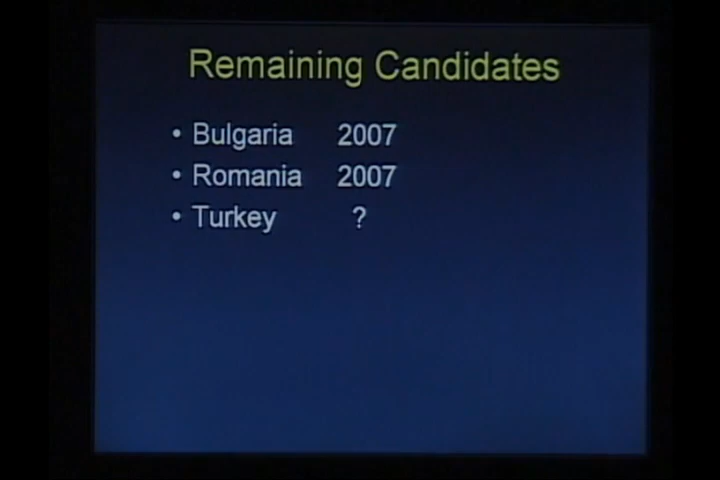 Remaining Candidates
• Bulgaria 2007
• Romania 2007
• Turkey ?